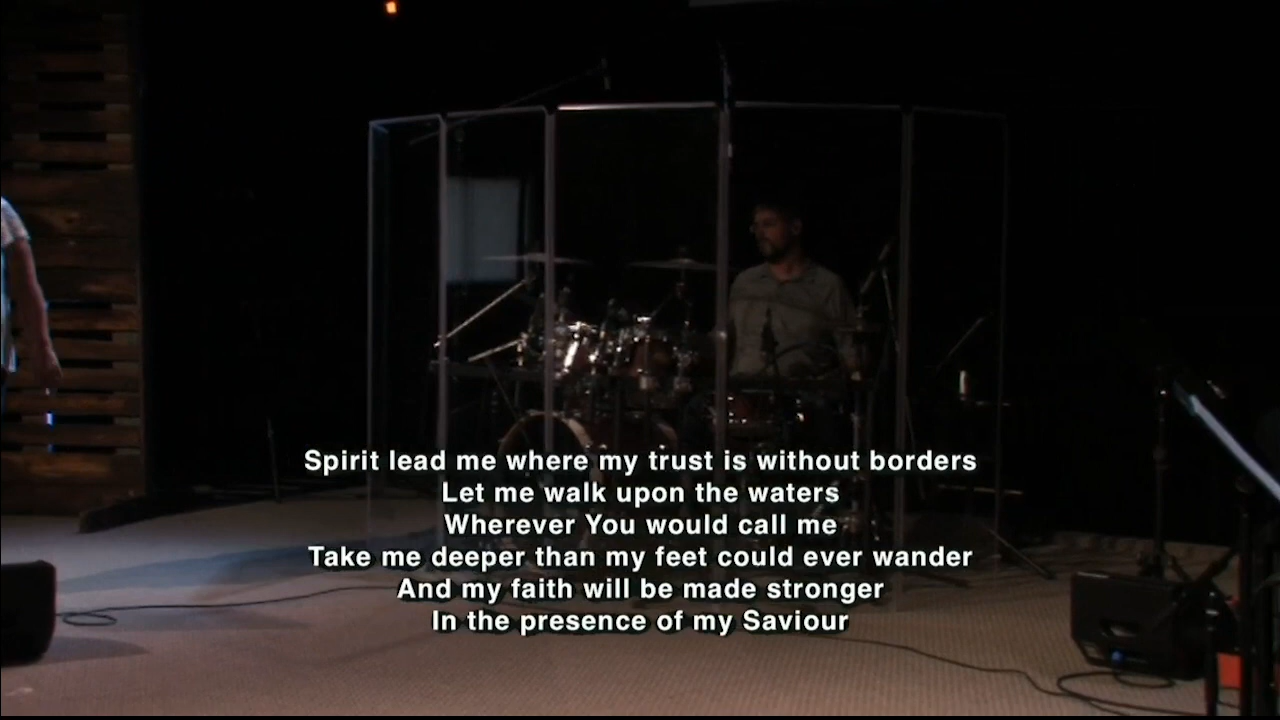 Spirit lead me where my trust is without borders
Let me walk upon the waters
Wherever You would call me
Take me deeper than my feet could ever wander
And my faith will be made stronger
In the presence of my Saviour